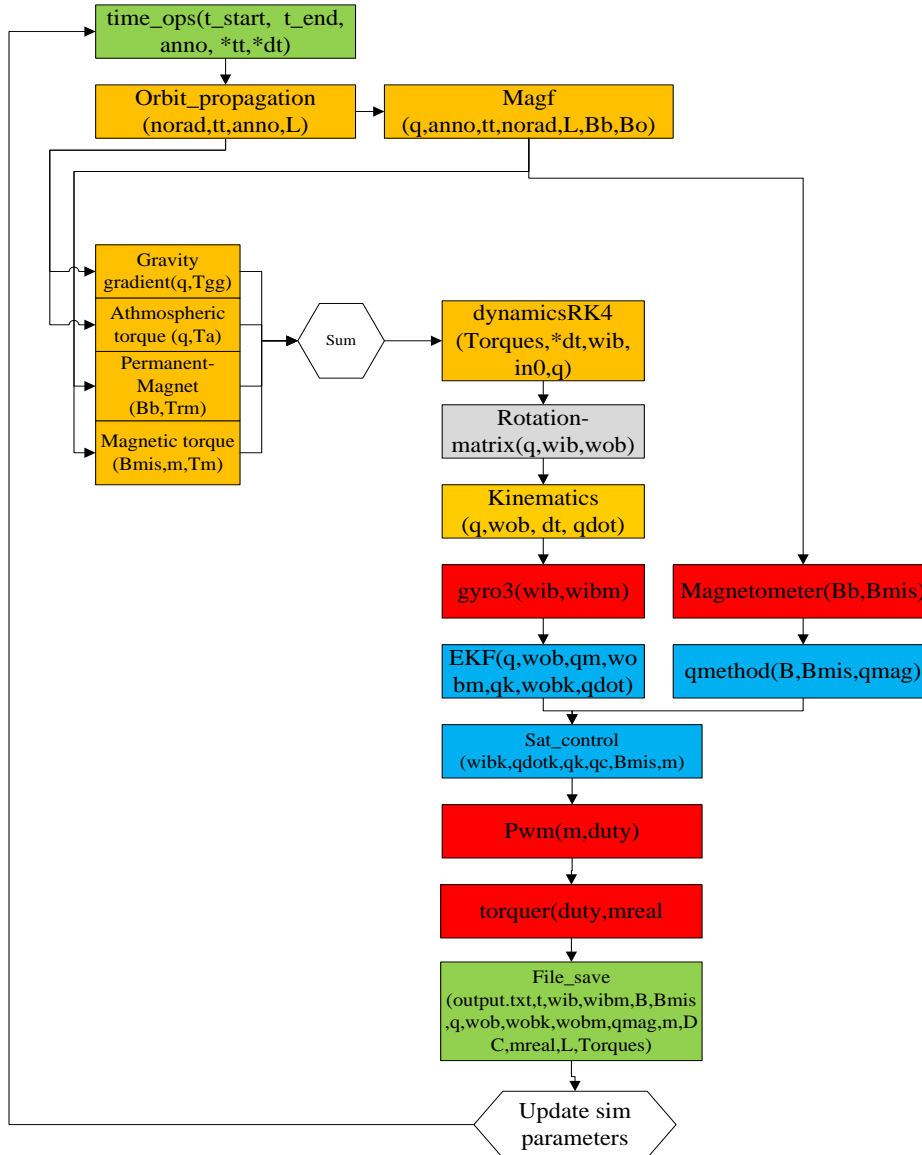 time_ops(t_start, t_end,
anno, *tt,*dt)
Orbit_propagation
(norad,tt,anno,L)
Magf
(q,anno,tt,norad,L,Bb,Bo)
Gravity
gradient(q,Tgg)
Athmospheric
torque (q,Ta)
Permanent-
Magnet
(Bb,Trm)
Magnetic torque
(Bmis,m,Tm)
Sum
dynamicsRK4
(Torques,*dt,wib,
in0,q)
Rotation-
matrix(q,wib,wob)
Kinematics
(q,wob, dt, qdot)
gyro3(wib,wibm)
Magnetometer(Bb,Bmis)
EKF(q,wob,qm,wo
bm,qk,wobk,qdot)
qmethod(B,Bmis,qmag)
Sat_control
(wibk,qdotk,qk,qc,Bmis,m)
Pwm(m,duty)
torquer(duty,mreal
File_save
(output.txt,t,wib,wibm,B,Bmis
,q,wob,wobk,wobm,qmag,m,D
C,mreal,L,Torques)
Update sim
parameters